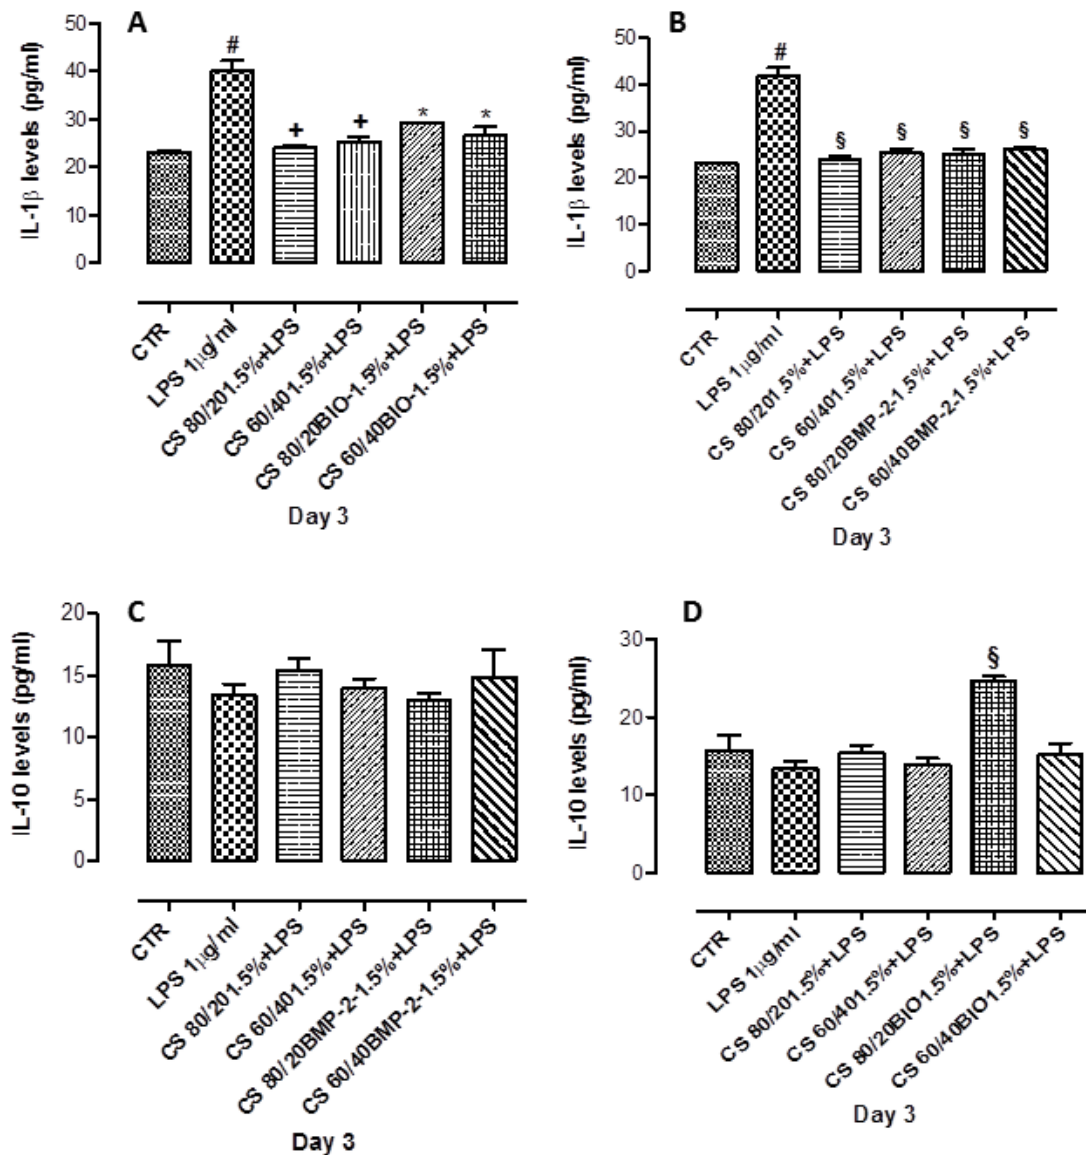 A
IL-1β levels (pg/ml)
50
40
30
20
10
0
#
+
+
*
*
CTR
LPS 1μg/ml
CS 80/201.5%+LPS
CS 60/401.5%+LPS
CS 80/20BIO-1.5%+LPS
CS 60/40BIO-1.5%+LPS
Day 3
B
IL-1β levels (pg/ml)
50
40
30
20
10
0
#
§
§
§
§
CTR
LPS 1μg/ml
CS 80/201.5%+LPS
CS 60/401.5%+LPS
CS 80/20BMP-2-1.5%+LPS
CS 60/40BMP-2-1.5%+LPS
Day 3
C
IL-10 levels (pg/ml)
20
15
10
5
0
CTR
LPS 1μg/ml
CS 80/201.5%+LPS
CS 60/401.5%+LPS
CS 80/20BMP-2-1.5%+LPS
CS 60/40BMP-2-1.5%+LPS
Day 3
D
IL-10 levels (pg/ml)
30
20
10
0
§
CTR
LPS 1μg/ml
CS 80/201.5%+LPS
CS 60/401.5%+LPS
CS 80/20BIO1.5%+LPS
CS 60/40BIO1.5%+LPS
Day 3